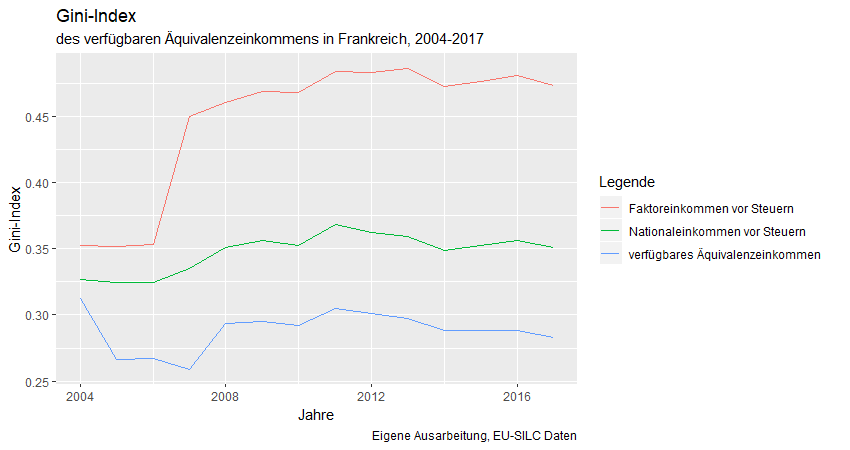 Gini-Index
des verfügbaren Äquivalenzeinkommens in Frankreich, 2004-2017
Gini-Index
0.45
0.40
0.35
0.30
0.25
2004
2008
2012
2016
Jahre
Legende
Faktoreinkommen vor Steuern
Nationaleinkommen vor Steuern
verfügbares Äquivalenzeinkommen
Eigene Ausarbeitung, EU-SILC Daten